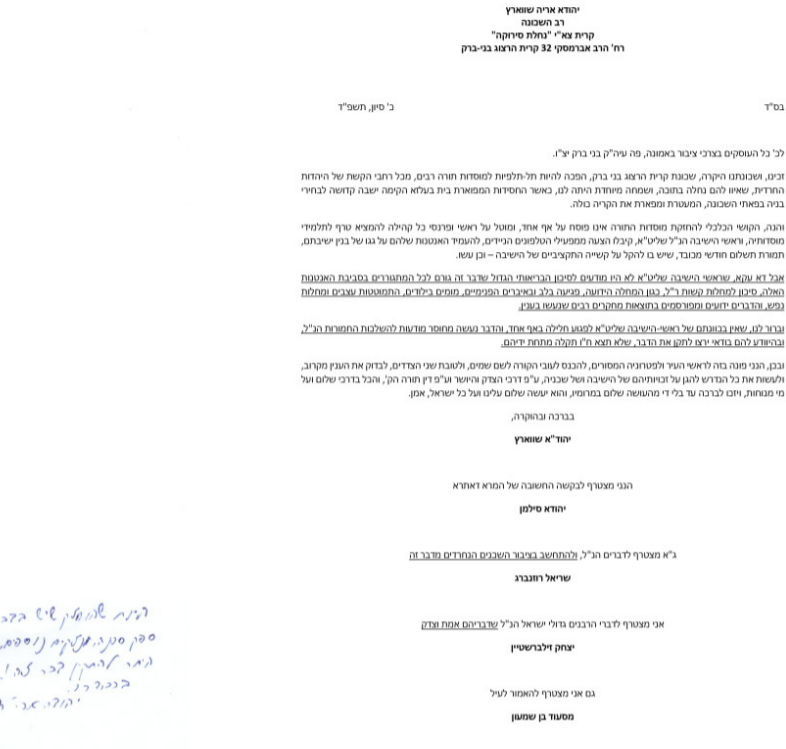 יהודא אריה שווארץ
רב השכונה
קרית צא"י "נחלת סירוקה"
רח' הרב אברמסקי 32 קרית הרצוג בני-ברק
בס"ד
כ' סיון, תשפ"ד
לכ' כל העוסקים בצרכי ציבור באמונה, פה עיה"ק בני ברק יצ"ו.
זכינו, ושכונתנו היקרה, שכונת קרית הרצוג בני ברק, הפכה להיות תל-תלפיות למוסדות תורה רבים, מכל רחבי הקשת של היהדות
החרדית, שאיוו להם נחלה בתוכה, ושמחה מיוחדת היתה לנו, כאשר החסידות המפוארת בית בעלזא הקימה ישבה קדושה לבחירי
בניה בפאתי השכונה, המעטרת ומפארת את הקריה כולה.
והנה, הקושי הכלכלי להחזקת מוסדות התורה אינו פוסח על אף אחד, ומוטל על ראשי ופרנסי כל קהילה להמציא טרף לתלמידי
מוסדותיה, וראשי הישיבה הנ"ל שליט"א, קיבלו הצעה ממפעילי הטלפונים הניידים, להעמיד האנטנות שלהם על גגו של בנין ישיבתם,
תמורת תשלום חודשי מכובד, שיש בו להקל על קשייה התקציביים של הישיבה – וכן עשו.
אבל דא עקא, שראשי הישיבה שליט"א לא היו מודעים לסיכון הבריאותי הגדול שדבר זה גורם לכל המתגוררים בסביבת האנטנות
האלה, סיכון למחלות קשות ר"ל, כגון המחלה הידועה, פגיעה בלב ובאיברים הפנימיים, מומים בילודים, התמוטטות עצבים ומחלות
נפש, והדברים ידועים ומפורסמים בתוצאות מחקרים רבים שנעשו בענין.
וברור לנו, שאין בכוונתם של ראשי-הישיבה שליט"א לפגוע חלילה באף אחד, והדבר נעשה מחוסר מודעות להשלכות החמורות הנ"ל,
ובהיוודע להם בודאי ירצו לתקן את הדבר, שלא תצא ח"ו תקלה מתחת ידיהם.
ובכן, הנני פונה בזה לראשי העיר ולפטרוניה המסורים, להכנס לעובי הקורה לשם שמים, ולטובת שני הצדדים, לבדוק את הענין מקרוב,
ולעשות את כל הנדרש להגן על זכויותיהם של הישיבה ושל שכניה, ע"פ דרכי הצדק והיושר וע"פ דין תורה הק', והכל בדרכי שלום ועל
מי מנוחות, ויזכו לברכה עד בלי די מהעושה שלום במרומיו, והוא יעשה שלום עלינו ועל כל ישראל, אמן.
בברכה ובהוקרה,
יהוד"א שווארץ
הנני מצטרף לבקשה החשובה של המרא דאתרא
יהודא סילמן
ג"א מצטרף לדברים הנ"ל, ולהתחשב בציבור השכנים הנחרדים מדבר זה
שריאל רוזנברג
אני מצטרף לדברי הרבנים גדולי ישראל הנ"ל שדבריהם אמת וצדק
יצחק זילברשטיין
גם אני מצטרף להאמור לעיל
מסעוד בן שמעון
שיש
ספק סכנה